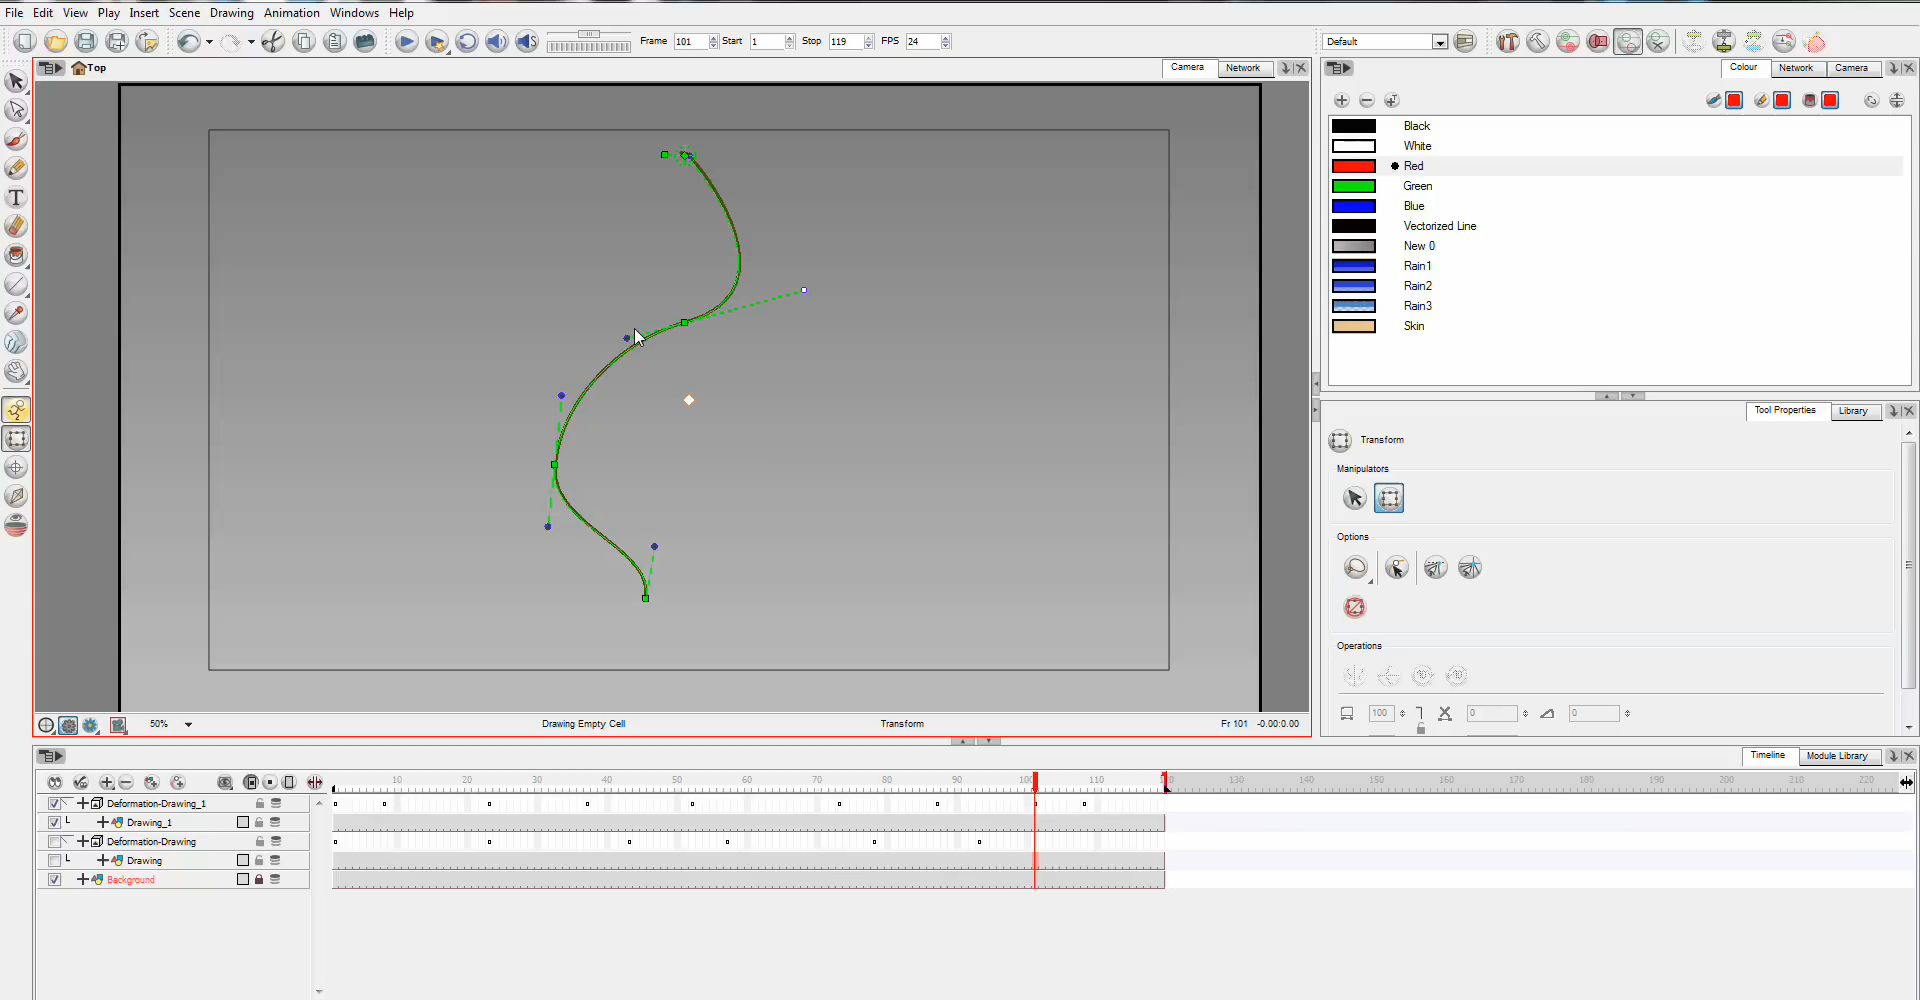 File Edit View Play Insert Scene Drawing Animation Windows Help
Frame 101 Start 1 Stop 119 FPS 24
Default
Top
Camera Network
Colour Network Camera
Black
White
Red
Green
Blue
Vectorized Line
New 0
Rain1
Rain2
Rain3
Skin
Tool Properties Library
Transform
Manipulators
Options
Operations
100 0 0
50% Drawing Empty Cell Transform Fr 101 -0.00:0.00
Timeline Module Library
10 20 30 40 50 60 70 80 90 100 110 130 140 150 160 170 180 190 200 210 220
Deformation-Drawing_1
Drawing_1
Deformation-Drawing
Drawing
Background